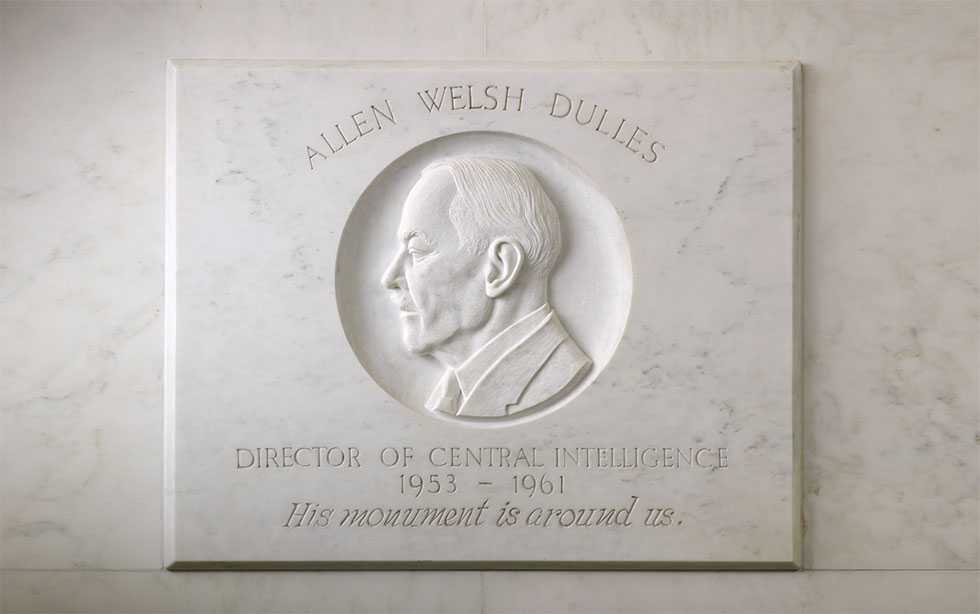 ALLEN WELSH DULLES
DIRECTOR OF CENTRAL INTELLIGENCE
1953 – 1961
His monument is around us.